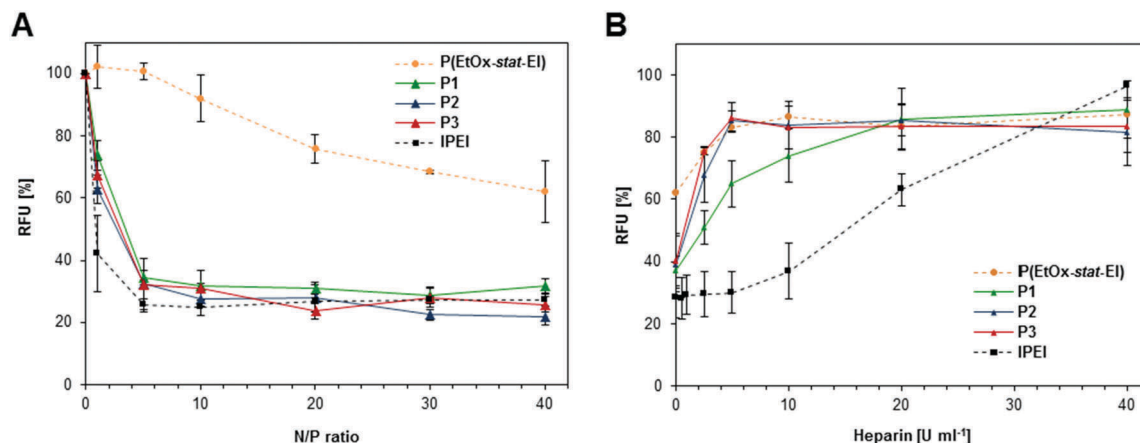 A
B
RFU [%]
100
80
60
40
20
0
0
10
20
30
40
N/P ratio
P(EtOx-stat-EI)
P1
P2
P3
lPEI
RFU [%]
100
80
60
40
20
0
0
10
20
30
40
Heparin [U ml⁻¹]
P(EtOx-stat-EI)
P1
P2
P3
lPEI